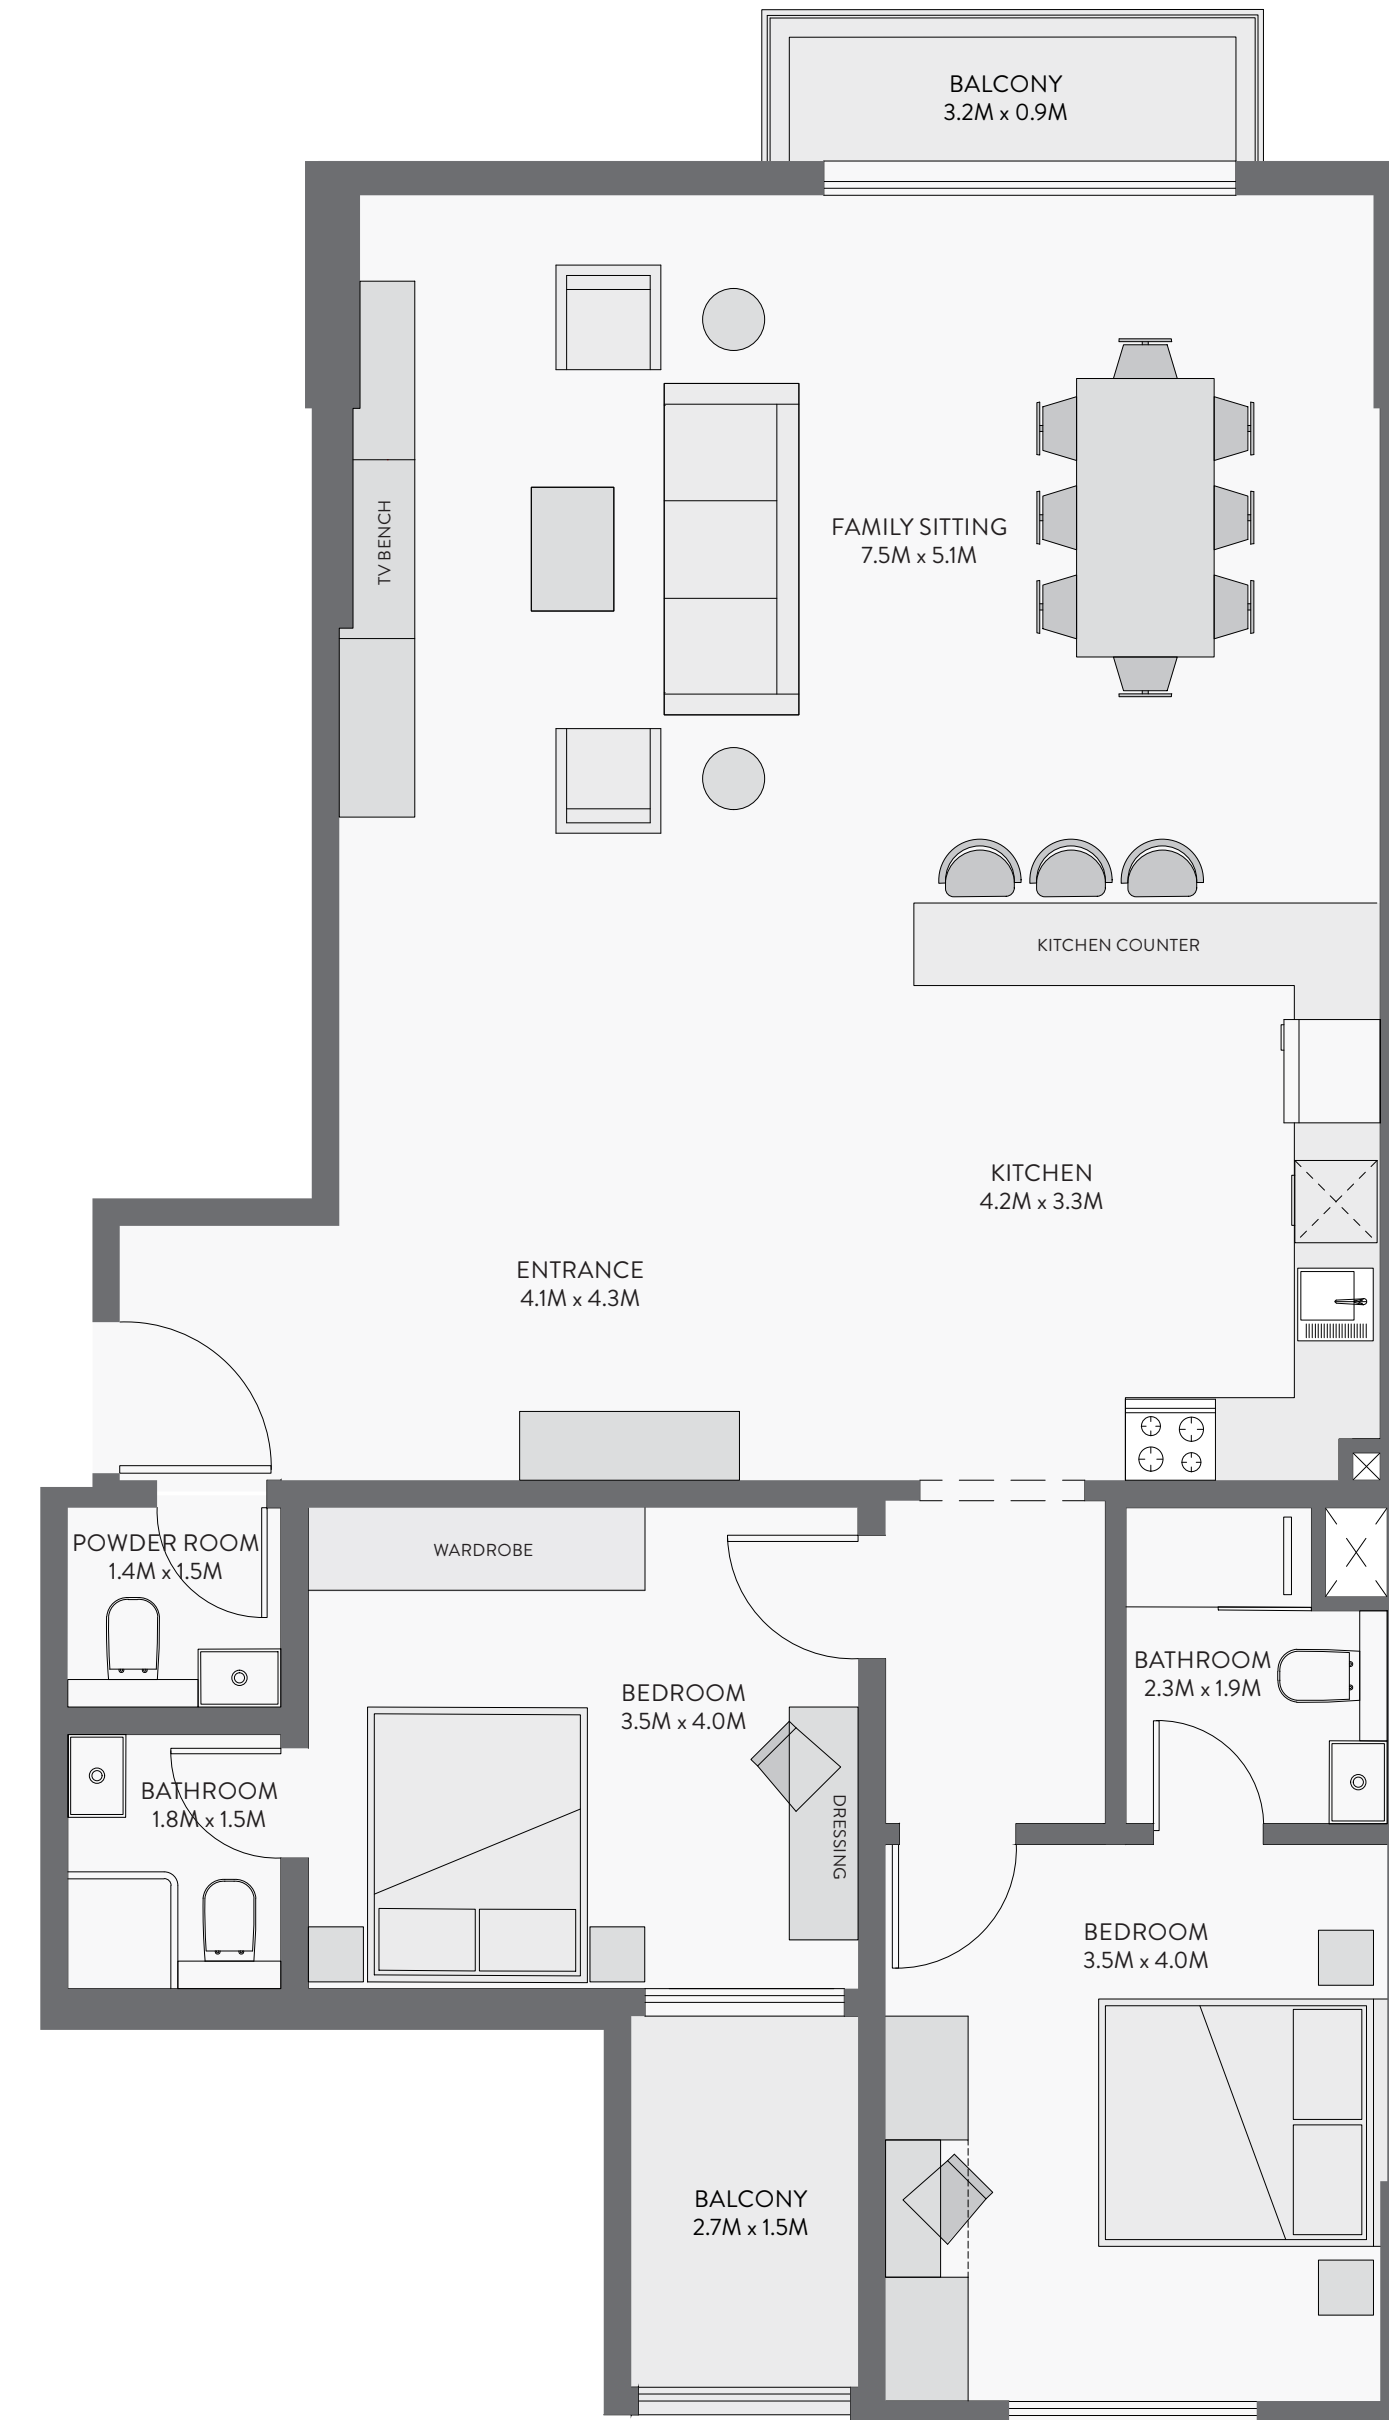 BALCONY
3.2M x 0.9M
TV BENCH
FAMILY SITTING
7.5M x 5.1M
KITCHEN COUNTER
KITCHEN
4.2M x 3.3M
ENTRANCE
4.1M x 4.3M
POWDER ROOM
1.4M x 1.5M
WARDROBE
BEDROOM
3.5M x 4.0M
BATHROOM
2.3M x 1.9M
BATHROOM
1.8M x 1.5M
DRESSING
BEDROOM
3.5M x 4.0M
BALCONY
2.7M x 1.5M